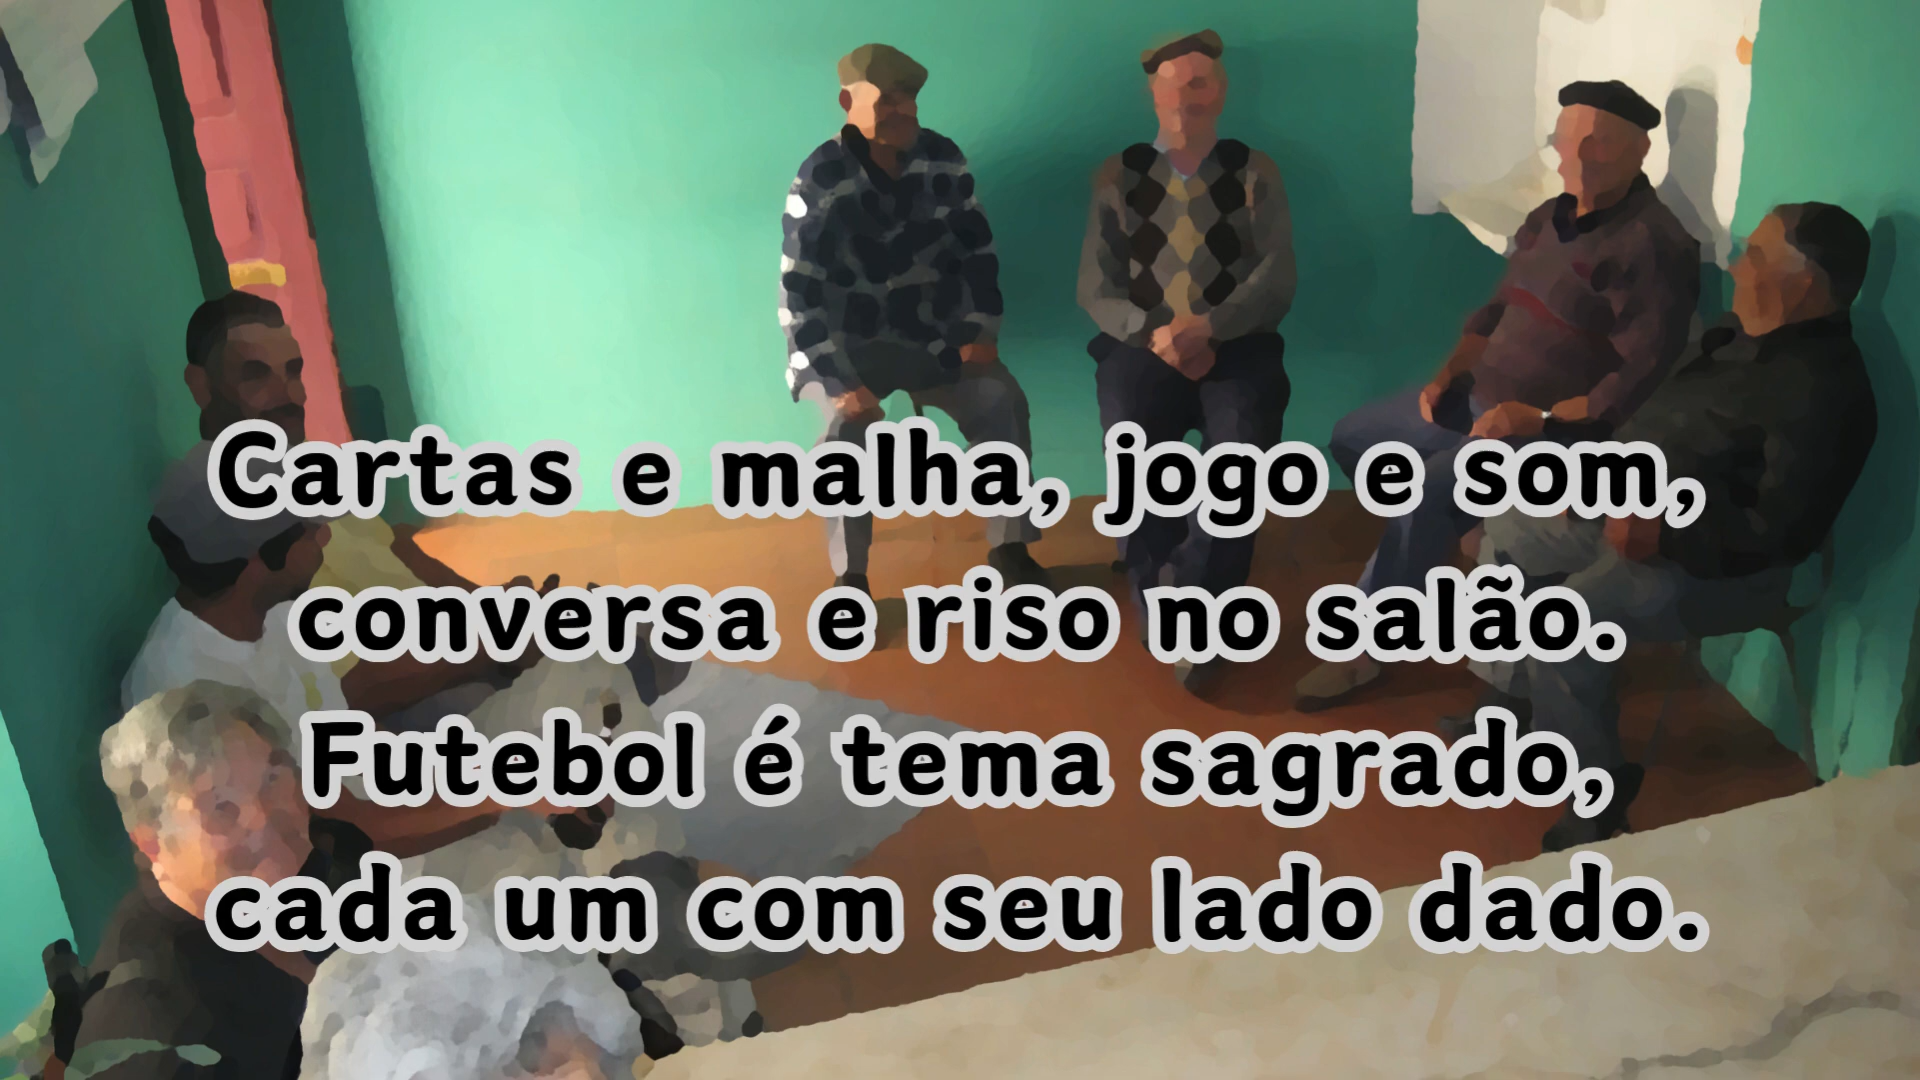 Cartas e malha, jogo e som,
conversa e riso no salão.
Futebol é tema sagrado,
cada um com seu lado dado.